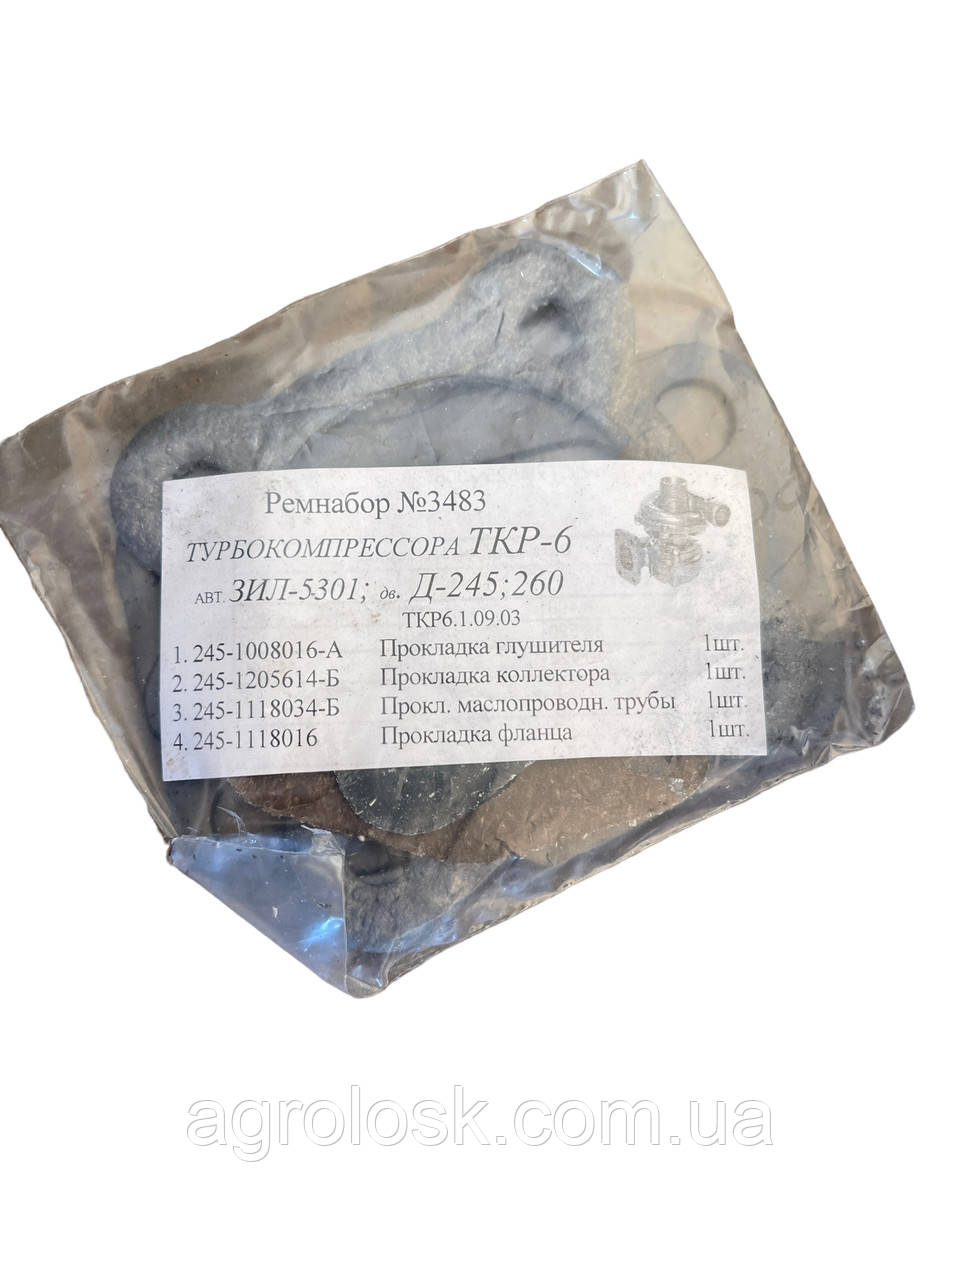 Ремнабор №3483
ТУРБОКОМПРЕССОРА ТКР-6
АВТ. ЗИЛ-5301; дв. Д-245;260
ТКР6.1.09.03
1. 245-1008016-А Прокладка глушителя 1шт.
2. 245-1205614-Б Прокладка коллектора 1шт.
3. 245-1118034-Б Прокл. маслопроводн. трубы 1шт.
4. 245-1118016 Прокладка фланца 1шт.
agrolosk.com.ua